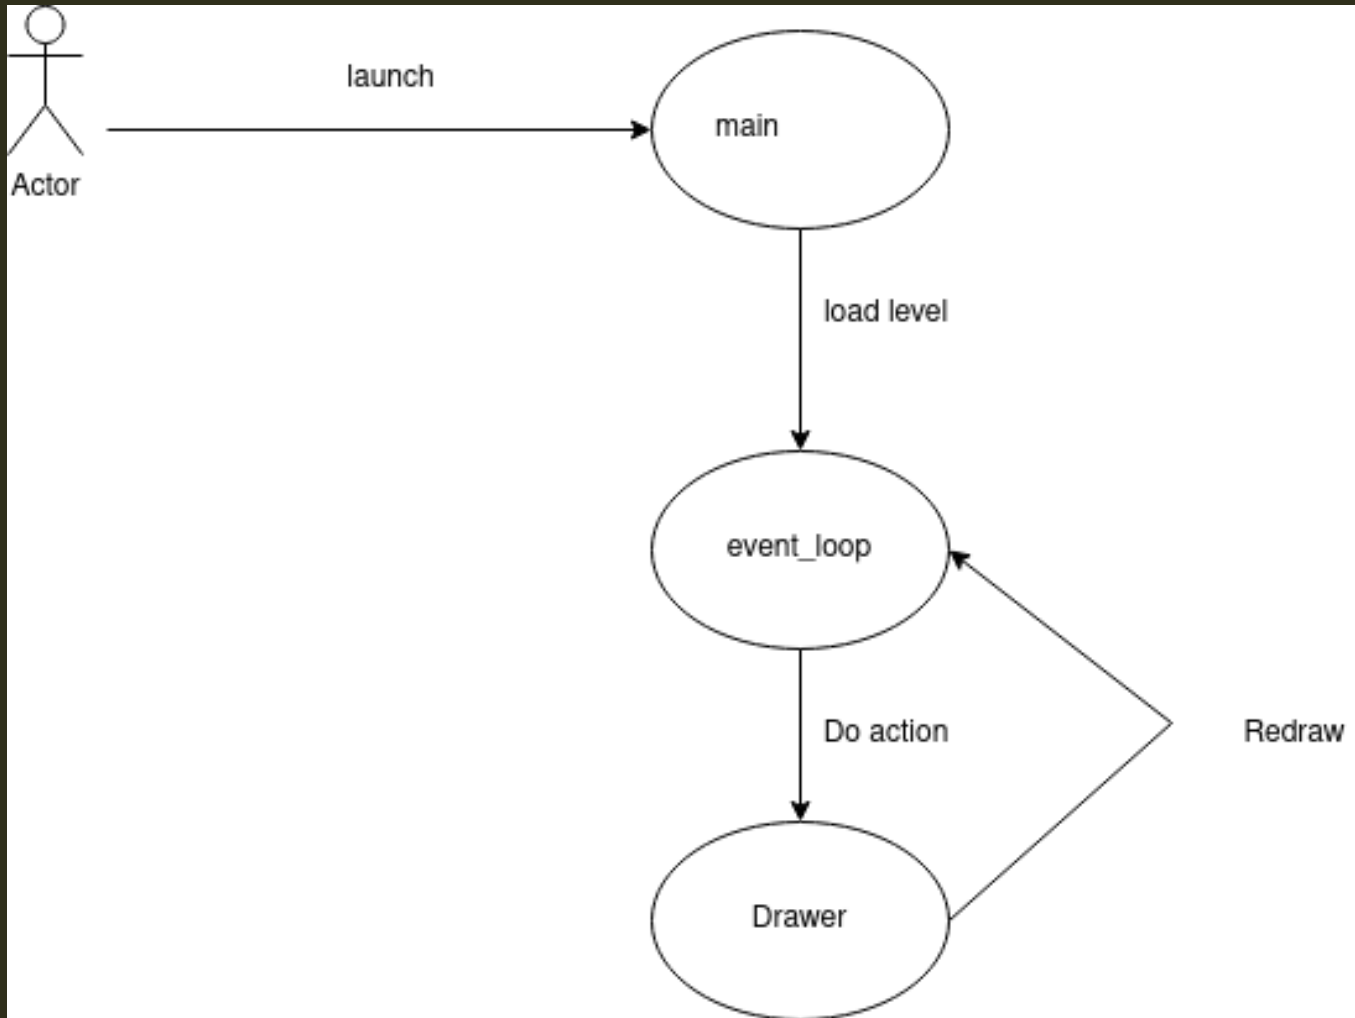 launch
main
Actor
load level
event_loop
Do action
Redraw
Drawer